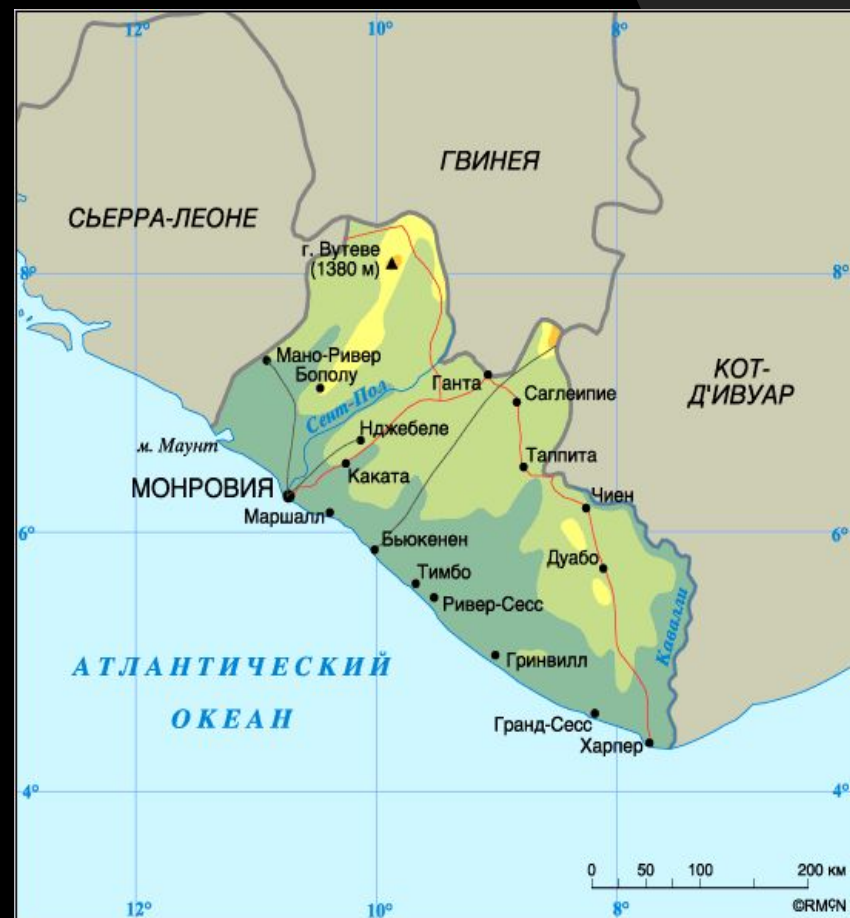 12°
10°
8°
ГВИНЕЯ
СЬЕРРА-ЛЕОНЕ
г. Вутеве
(1380 м)
8°
8°
Мано-Ривер
Бополу
Ганта
КОТ-
Д'ИВУАР
Саглеипие
Сент-Пол
Нджебеле
м. Маунт
Таппита
Каката
МОНРОВИЯ
Чиен
Маршалл
6°
6°
Бьюкенен
Дуабо
Тимбо
Ривер-Сесс
Кавалли
Гринвилл
АТЛАНТИЧЕСКИЙ
ОКЕАН
Гранд-Сесс
Харпер
4°
4°
0 50 100 200 км
12°
10°
8°
©RMCN